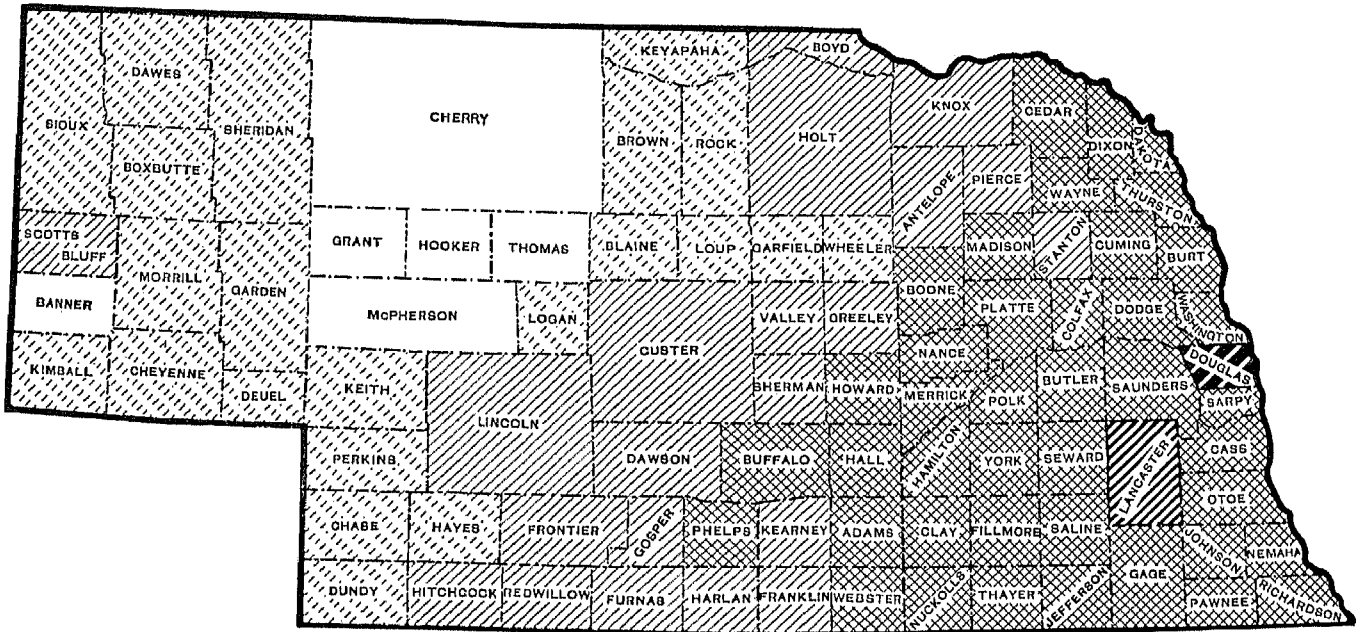 DAWES
SIOUX
BOXBUTTE
SHERIDAN
SCOTTS
BLUFF
MORRILL
GARDEN
BANNER
KIMBALL
CHEYENNE
DEUEL
CHERRY
GRANT
HOOKER
THOMAS
McPHERSON
LOGAN
KEITH
LINCOLN
PERKINS
CHASE
HAYES
FRONTIER
GOSPER
DUNDY
HITCHCOCK
REDWILLOW
FURNAS
KEYAPAHA
BROWN
ROCK
BOYD
HOLT
BLAINE
LOUP
GARFIELD
WHEELER
CUSTER
VALLEY
GREELEY
SHERMAN
HOWARD
DAWSON
BUFFALO
HALL
PHELPS
KEARNEY
ADAMS
HARLAN
FRANKLIN
WEBSTER
KNOX
CEDAR
DIXON
DAKOTA
ANTELOPE
PIERCE
WAYNE
THURSTON
MADISON
STANTON
CUMING
BURT
BOONE
PLATTE
COLFAX
DODGE
WASHINGTON
NANCE
DOUGLAS
MERRICK
POLK
BUTLER
SAUNDERS
SARPY
HAMILTON
YORK
SEWARD
LANCASTER
CASS
OTOE
CLAY
FILLMORE
SALINE
JOHNSON
NEMAHA
NUCKOLS
THAYER
JEFFERSON
GAGE
PAWNEE
RICHARDSON